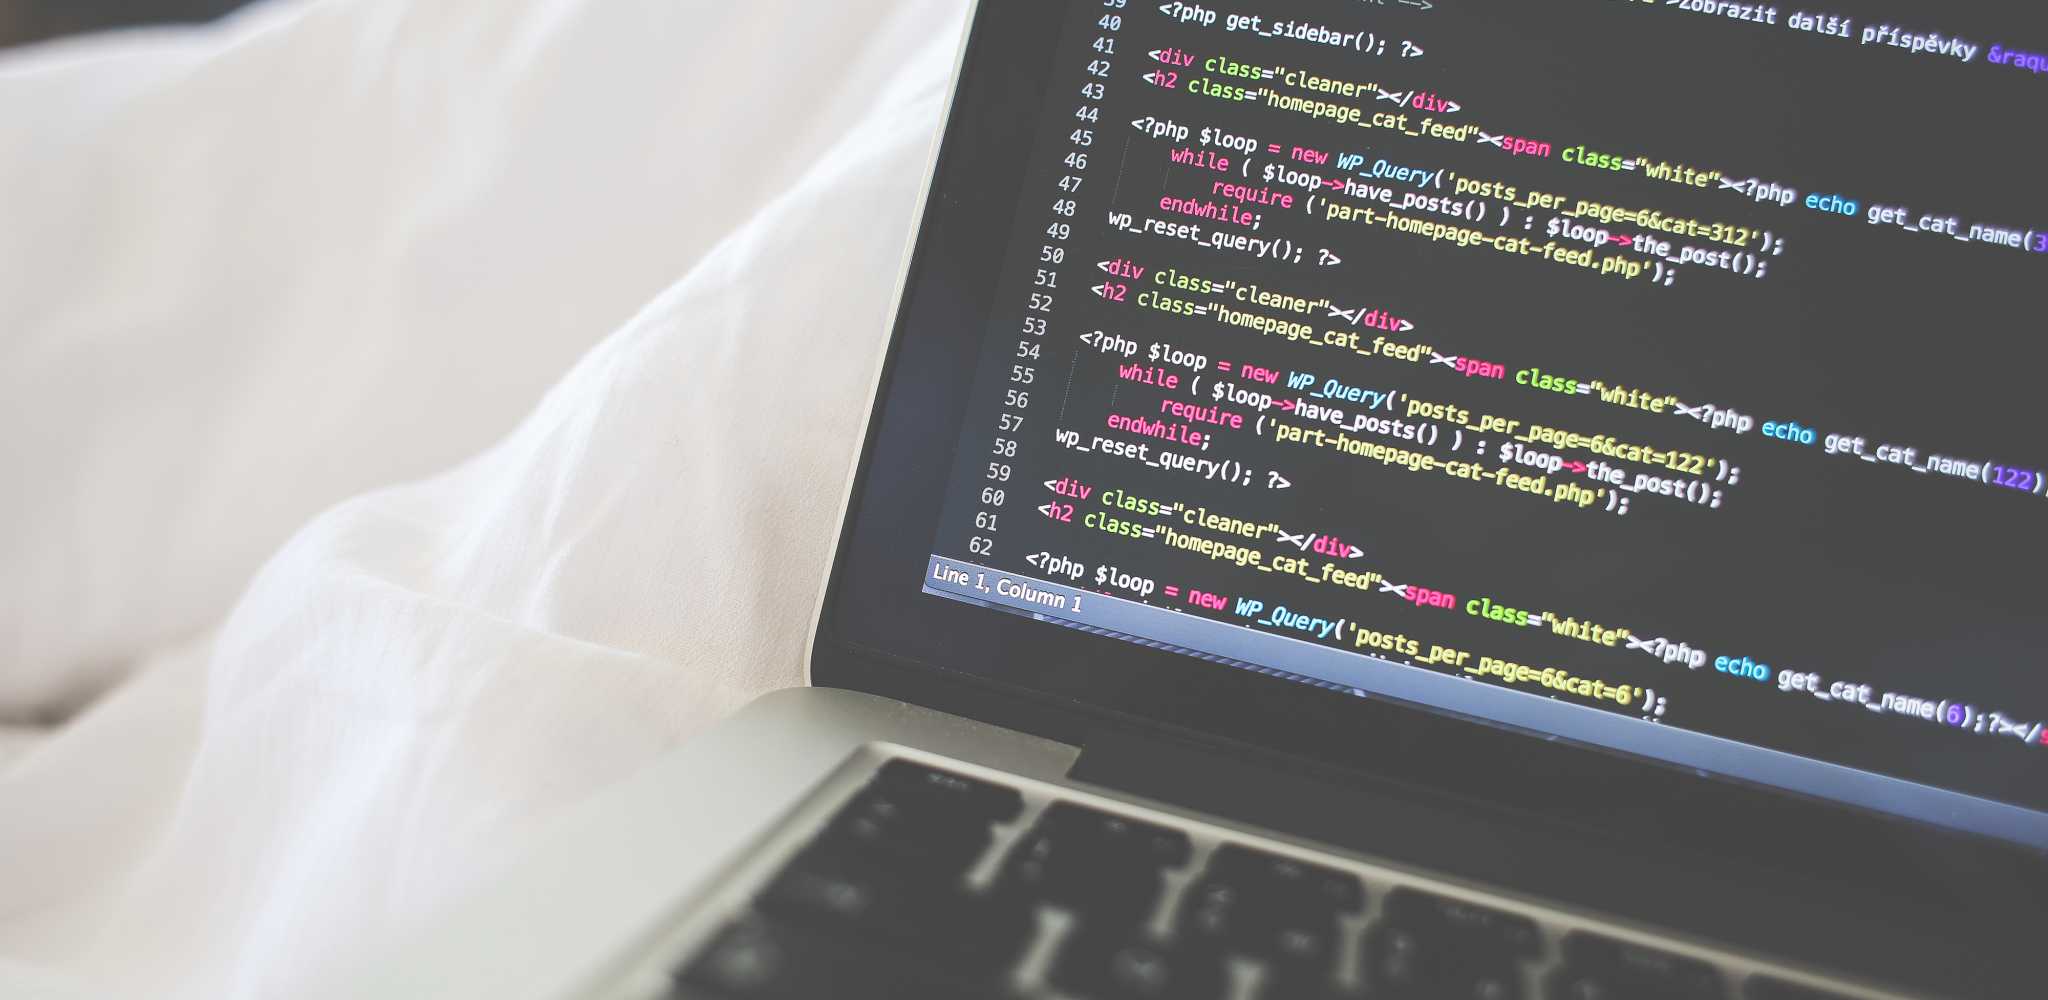 >Zobrazit další příspěvky &raqu
39 <?php get_sidebar(); ?>
40
41 <div class="cleaner"></div>
42 <h2 class="homepage_cat_feed"><span class="white"><?php echo get_cat_name(3
43
44 <?php $loop = new WP_Query('posts_per_page=6&cat=312');
45 while ( $loop->have_posts() ) : $loop->the_post();
46 require ('part-homepage-cat-feed.php');
47 endwhile;
48 wp_reset_query(); ?>
49
50 <div class="cleaner"></div>
51 <h2 class="homepage_cat_feed"><span class="white"><?php echo get_cat_name(122);
52
53 <?php $loop = new WP_Query('posts_per_page=6&cat=122');
54 while ( $loop->have_posts() ) : $loop->the_post();
55 require ('part-homepage-cat-feed.php');
56 endwhile;
57 wp_reset_query(); ?>
58
59 <div class="cleaner"></div>
60 <h2 class="homepage_cat_feed"><span class="white"><?php echo get_cat_name(6);?></s
61
62 <?php $loop = new WP_Query('posts_per_page=6&cat=6');
Line 1, Column 1